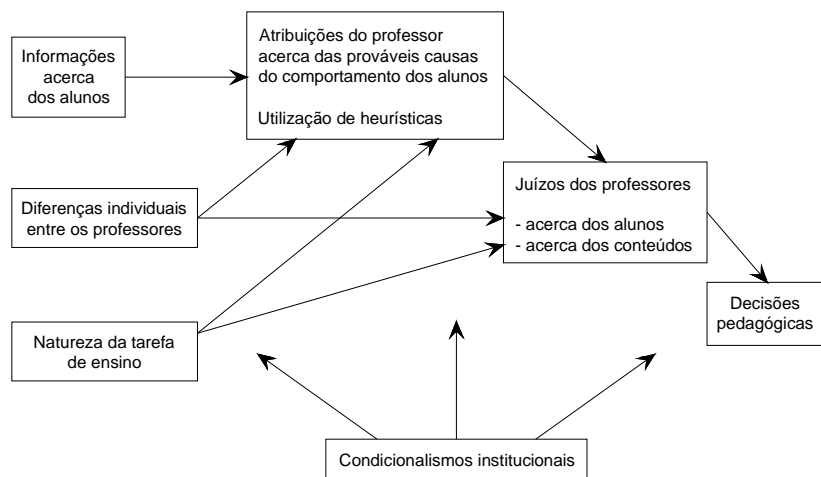 Informações
acerca
dos alunos
Atribuições do professor
acerca das prováveis causas
do comportamento dos alunos
Utilização de heurísticas
Diferenças individuais
entre os professores
Juízos dos professores
- acerca dos alunos
- acerca dos conteúdos
Natureza da tarefa
de ensino
Decisões
pedagógicas
Condicionalismos institucionais